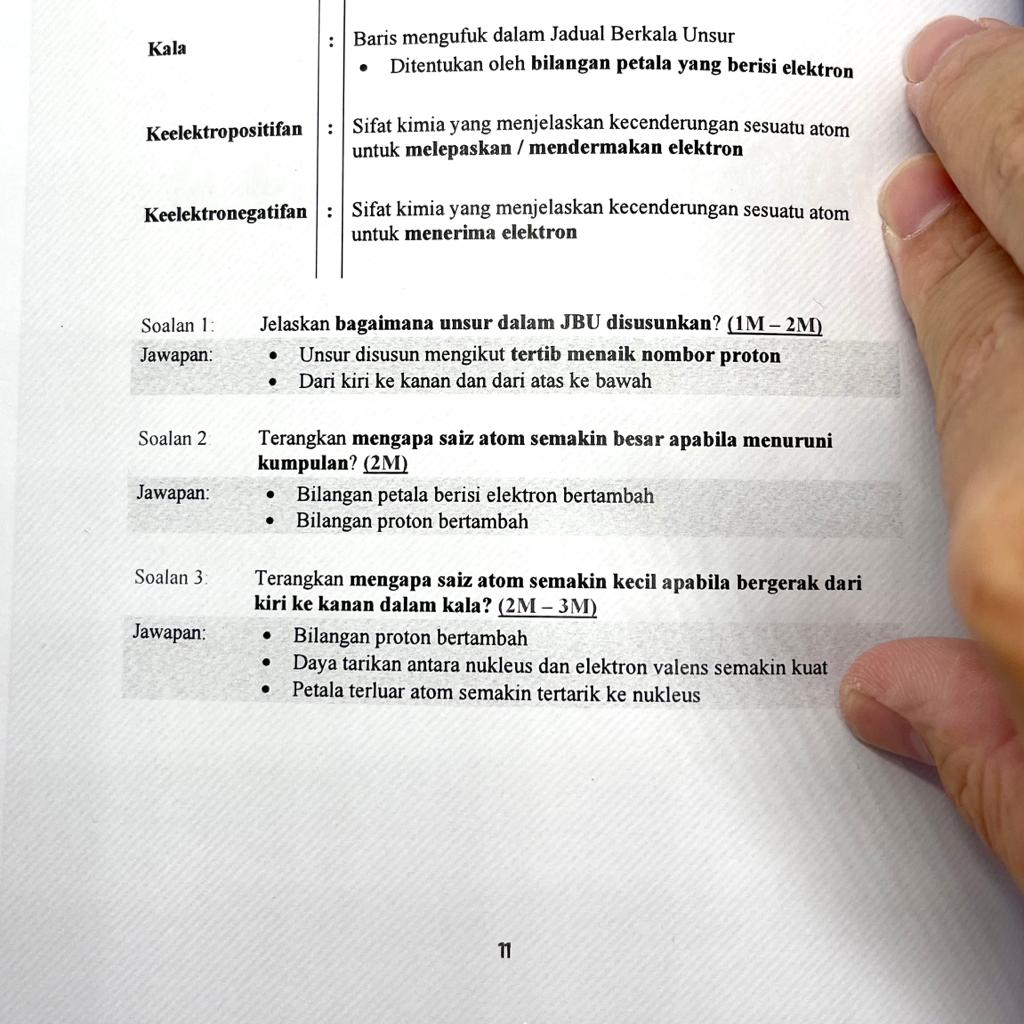 Kala : Baris mengufuk dalam Jadual Berkala Unsur
• Ditentukan oleh bilangan petala yang berisi elektron
Keelektropositifan : Sifat kimia yang menjelaskan kecenderungan sesuatu atom
untuk melepaskan / mendermakan elektron
Keelektronegatifan : Sifat kimia yang menjelaskan kecenderungan sesuatu atom
untuk menerima elektron
Soalan 1: Jelaskan bagaimana unsur dalam JBU disusunkan? (1M – 2M)
Jawapan: • Unsur disusun mengikut tertib menaik nombor proton
• Dari kiri ke kanan dan dari atas ke bawah
Soalan 2 Terangkan mengapa saiz atom semakin besar apabila menuruni
kumpulan? (2M)
Jawapan: • Bilangan petala berisi elektron bertambah
• Bilangan proton bertambah
Soalan 3: Terangkan mengapa saiz atom semakin kecil apabila bergerak dari
kiri ke kanan dalam kala? (2M – 3M)
Jawapan: • Bilangan proton bertambah
• Daya tarikan antara nukleus dan elektron valens semakin kuat
• Petala terluar atom semakin tertarik ke nukleus
11